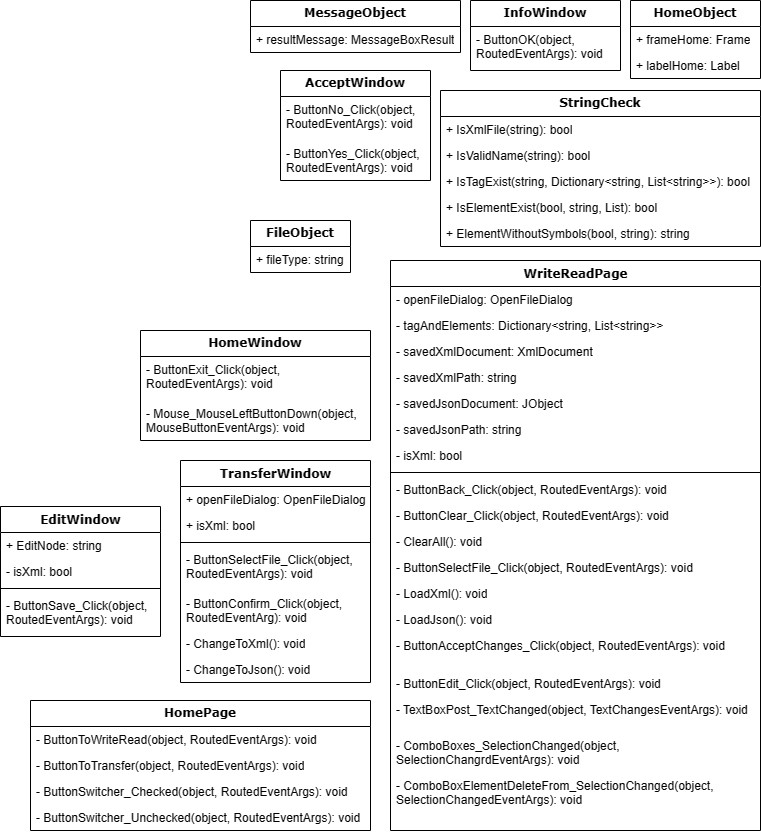 MessageObject
+ resultMessage: MessageBoxResult
InfoWindow
- ButtonOK(object,
RoutedEventArgs): void
HomeObject
+ frameHome: Frame
+ labelHome: Label
AcceptWindow
- ButtonNo_Click(object,
RoutedEventArgs): void
- ButtonYes_Click(object,
RoutedEventArgs): void
StringCheck
+ IsXmlFile(string): bool
+ IsValidName(string): bool
+ IsTagExist(string, Dictionary<string, List<string>>): bool
+ IsElementExist(bool, string, List): bool
+ ElementWithoutSymbols(bool, string): string
FileObject
+ fileType: string
WriteReadPage
- openFileDialog: OpenFileDialog
- tagAndElements: Dictionary<string, List<string>>
- savedXmlDocument: XmlDocument
- savedXmlPath: string
- savedJsonDocument: JObject
- savedJsonPath: string
- isXml: bool
- ButtonBack_Click(object, RoutedEventArgs): void
- ButtonClear_Click(object, RoutedEventArgs): void
- ClearAll(): void
- ButtonSelectFile_Click(object, RoutedEventArgs): void
- LoadXml(): void
- LoadJson(): void
- ButtonAcceptChanges_Click(object, RoutedEventArgs): void
- ButtonEdit_Click(object, RoutedEventArgs): void
- TextBoxPost_TextChanged(object, TextChangesEventArgs): void
- ComboBoxes_SelectionChanged(object,
SelectionChangrdEventArgs): void
- ComboBoxElementDeleteFrom_SelectionChanged(object,
SelectionChangedEventArgs): void
HomeWindow
- ButtonExit_Click(object,
RoutedEventArgs): void
- Mouse_MouseLeftButtonDown(object,
MouseButtonEventArgs): void
TransferWindow
+ openFileDialog: OpenFileDialog
+ isXml: bool
- ButtonSelectFile_Click(object,
RoutedEventArgs): void
- ButtonConfirm_Click(object,
RoutedEventArg): void
- ChangeToXml(): void
- ChangeToJson(): void
EditWindow
+ EditNode: string
- isXml: bool
- ButtonSave_Click(object,
RoutedEventArgs): void
HomePage
- ButtonToWriteRead(object, RoutedEventArgs): void
- ButtonToTransfer(object, RoutedEventArgs): void
- ButtonSwitcher_Checked(object, RoutedEventArgs): void
- ButtonSwitcher_Unchecked(object, RoutedEventArgs): void